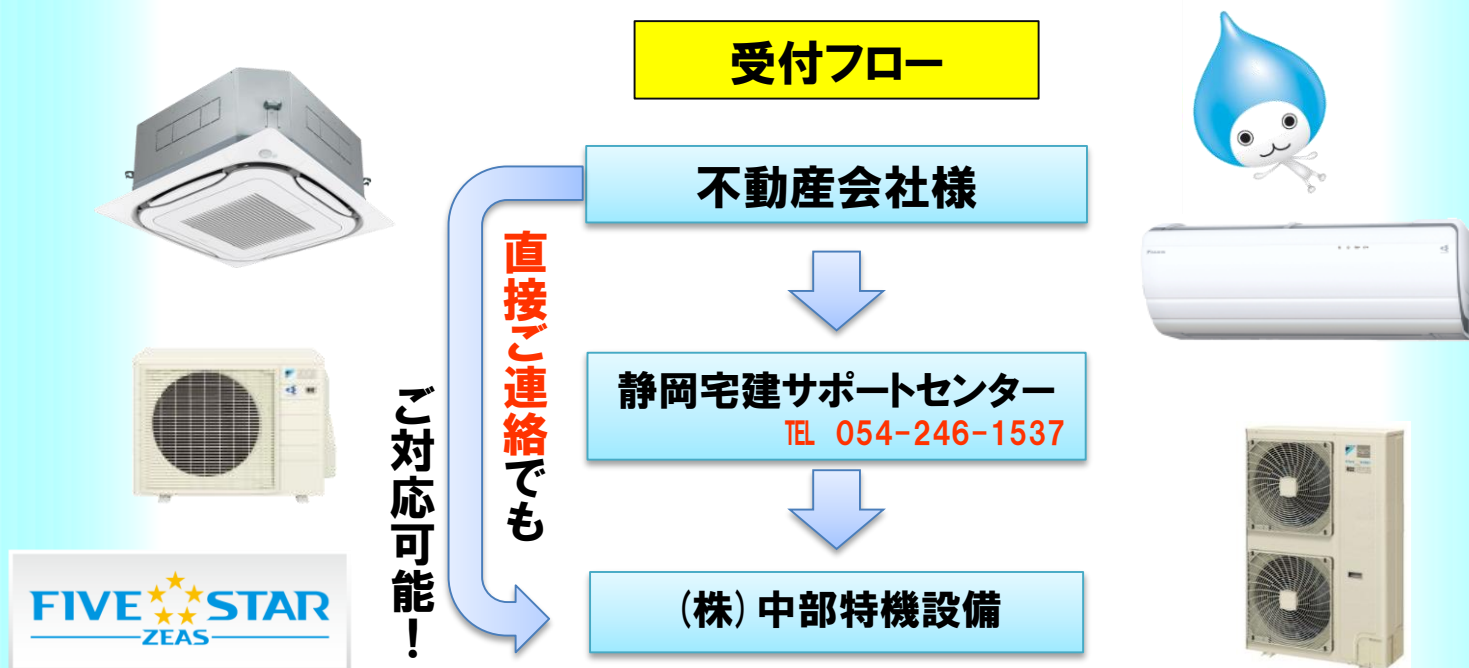 受付フロー
不動産会社様
直接ご連絡でも
ご対応可能！
静岡宅建サポートセンター
℡ 054-246-1537
(株)中部特機設備
FIVE STAR
ZEAS